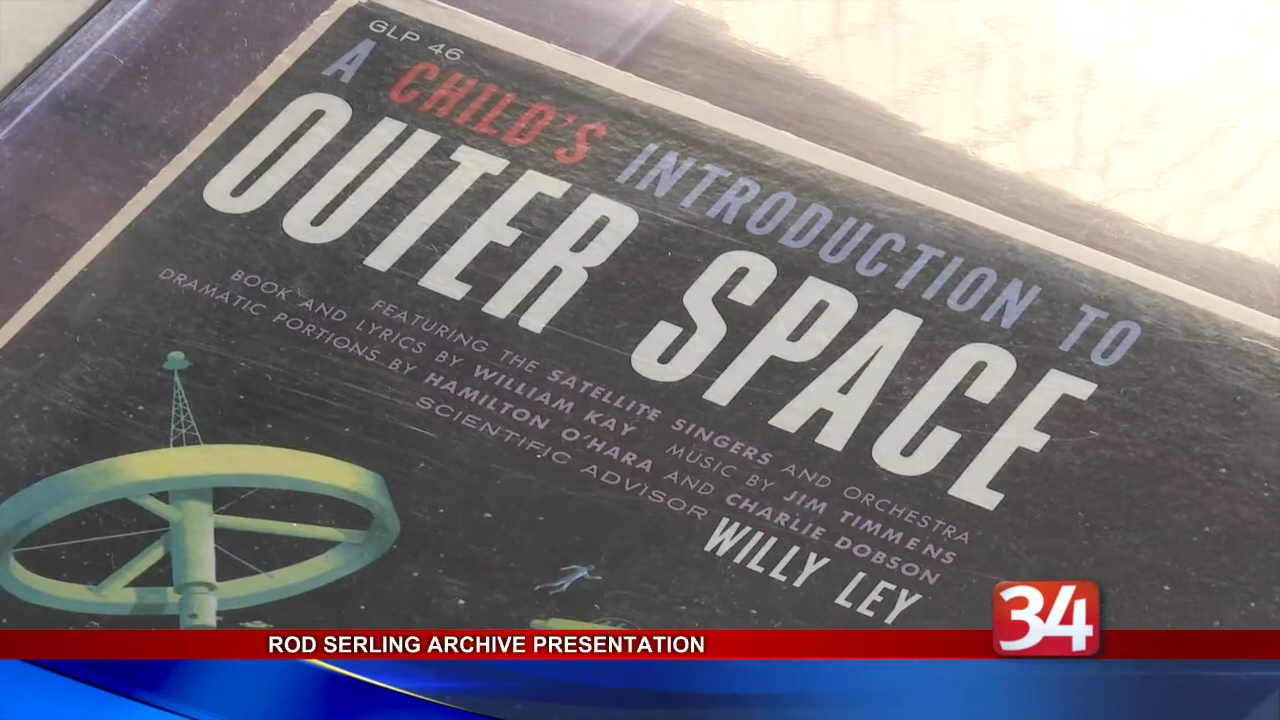 GLP 46
A CHILD'S INTRODUCTION TO
OUTER SPACE
FEATURING THE SATELLITE SINGERS AND ORCHESTRA
BOOK AND LYRICS BY WILLIAM KAY MUSIC BY JIM TIMMENS
DRAMATIC PORTIONS BY HAMILTON O'HARA AND CHARLIE DOBSON
SCIENTIFIC ADVISOR WILLY LEY
34
ROD SERLING ARCHIVE PRESENTATION